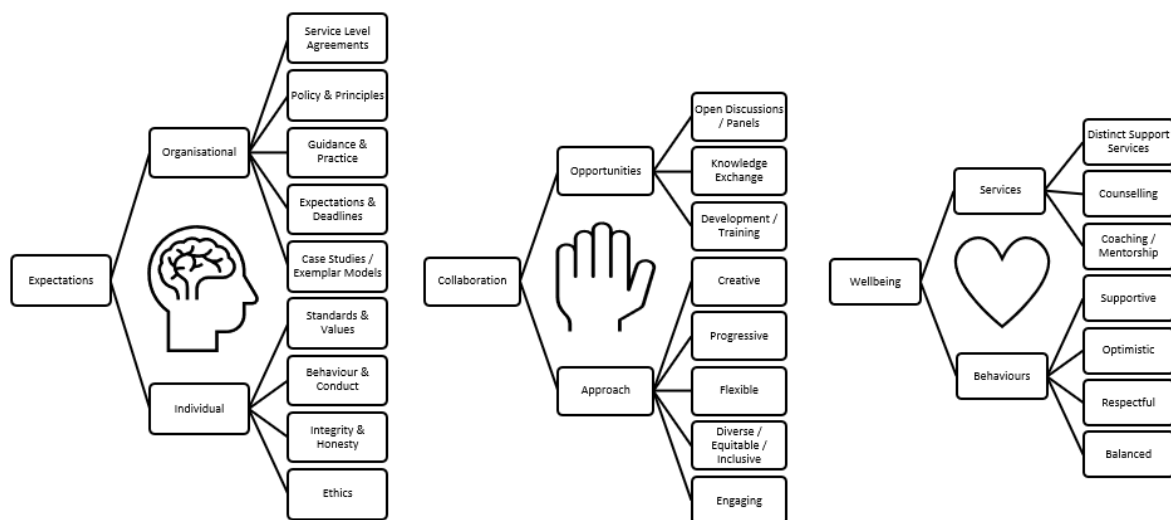 Expectations
Organisational
Service Level
Agreements
Policy & Principles
Guidance &
Practice
Expectations &
Deadlines
Case Studies /
Exemplar Models
Individual
Standards &
Values
Behaviour &
Conduct
Integrity &
Honesty
Ethics
Collaboration
Opportunities
Open Discussions
/ Panels
Knowledge
Exchange
Development /
Training
Approach
Creative
Progressive
Flexible
Diverse /
Equitable /
Inclusive
Engaging
Wellbeing
Services
Distinct Support
Services
Counselling
Coaching /
Mentorship
Behaviours
Supportive
Optimistic
Respectful
Balanced